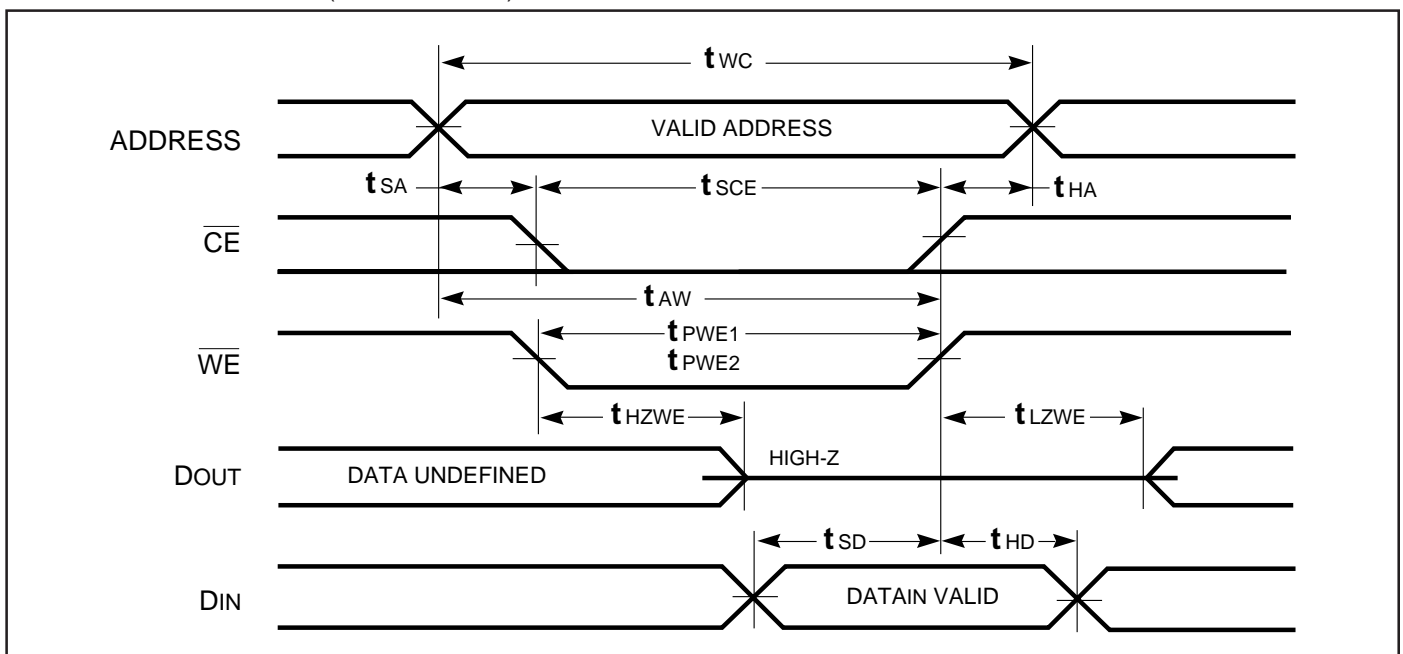 tWC
ADDRESS
VALID ADDRESS
tSA
tSCE
tHA
CE
tAW
tPWE1
WE
tPWE2
tHZWE
tLZWE
DOUT
DATA UNDEFINED
HIGH-Z
tSD
tHD
DIN
DATAIN VALID